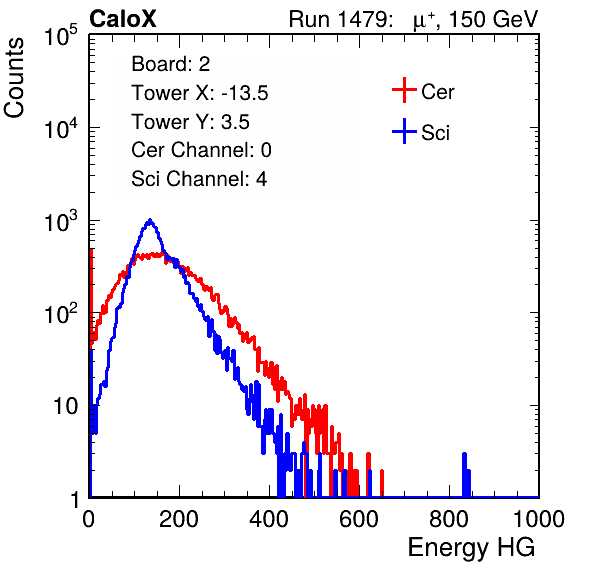 CaloX Run 1479: μ⁺, 150 GeV
Board: 2
Tower X: -13.5
Tower Y: 3.5
Cer Channel: 0
Sci Channel: 4
Cer
Sci
Counts
10⁵
10⁴
10³
10²
10
1
0 200 400 600 800 1000
Energy HG